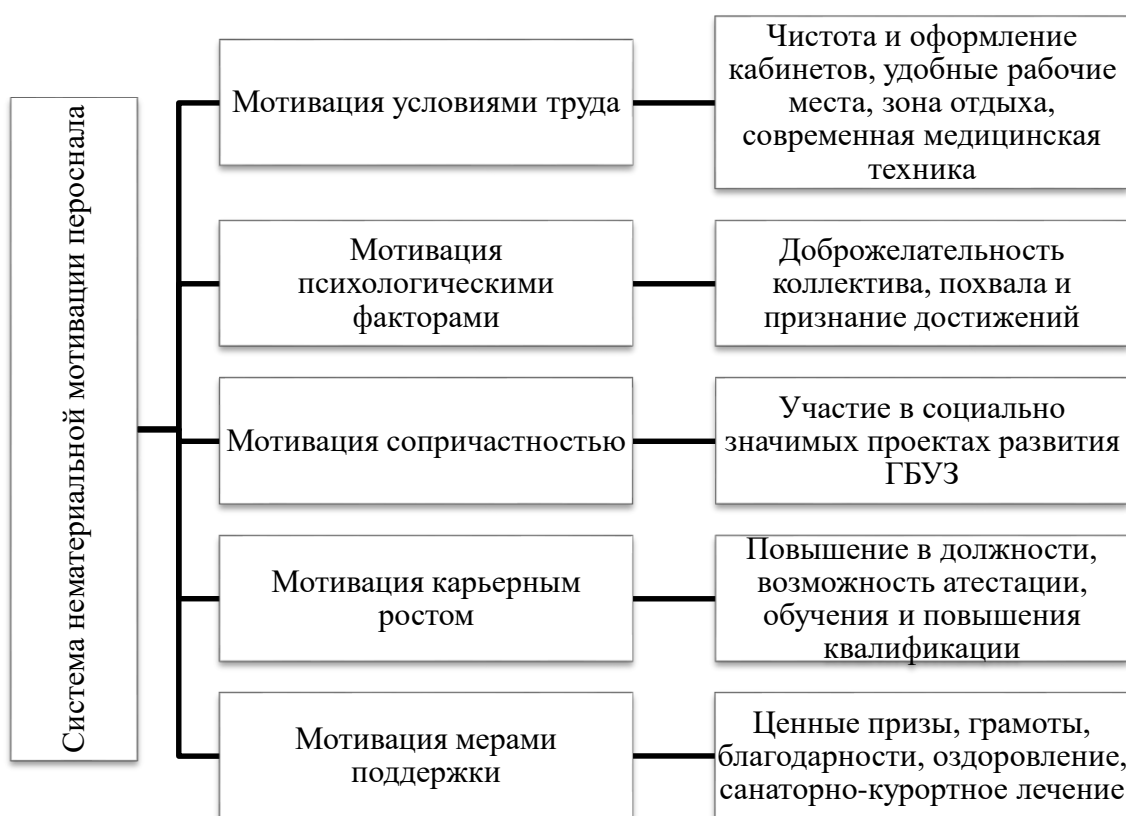 Система нематериальной мотивации пероснала
Мотивация условиями труда
Чистота и оформление
кабинетов, удобные рабочие
места, зона отдыха,
современная медицинская
техника
Мотивация
психологическими
факторами
Доброжелательность
коллектива, похвала и
признание достижений
Мотивация сопричастностью
Участие в социально
значимых проектах развития
ГБУЗ
Мотивация карьерным
ростом
Повышение в должности,
возможность атестации,
обучения и повышения
квалификации
Мотивация мерами
поддержки
Ценные призы, грамоты,
благодарности, оздоровление,
санаторно-курортное лечение